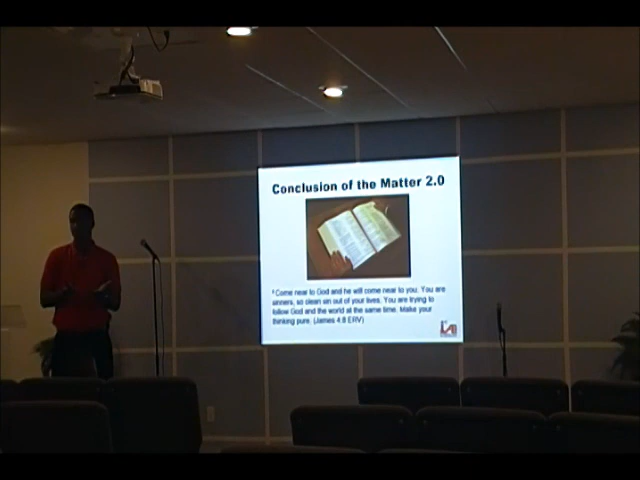 Conclusion of the Matter 2.0
8 Come near to God and he will come near to you. You are
sinners, so clean sin out of your lives. You are trying to
follow God and the world at the same time. Make your
thinking pure. (James 4:8 ERV)